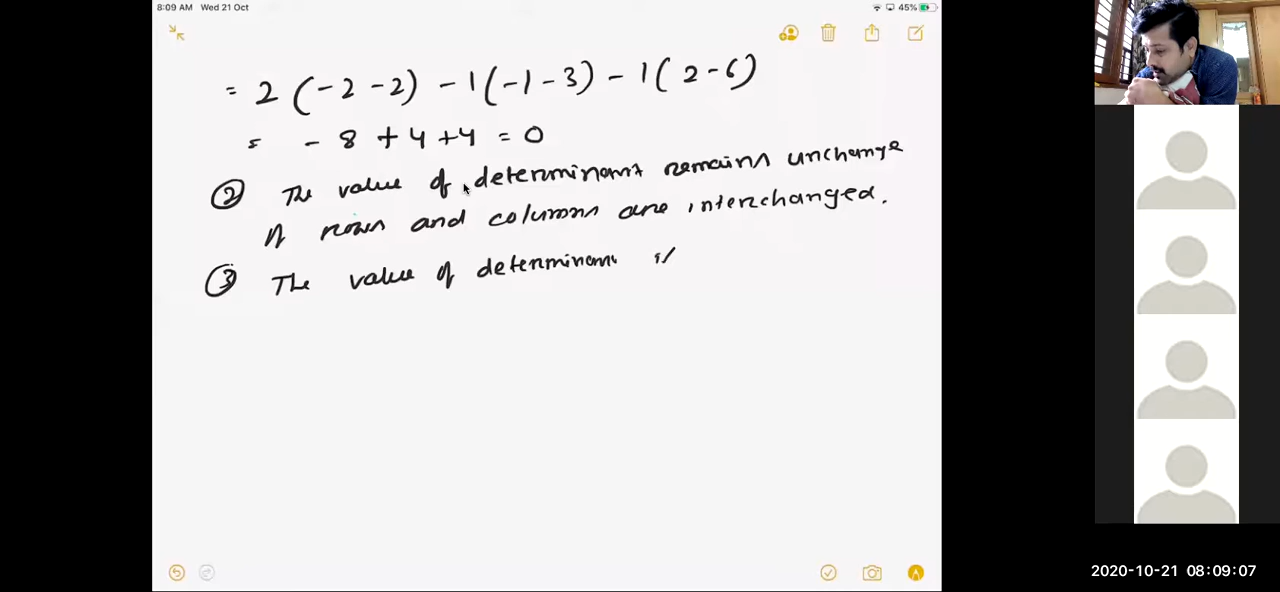 8:09 AM Wed 21 Oct
45%
= 2 (-2 -2) -1(-1 -3) - 1(2-6)
= - 8 + 4 +4 = 0
② The value of determinant remains unchange
if rows and columns are interchanged.
③ The value of determinant is
2020-10-21 08:09:07